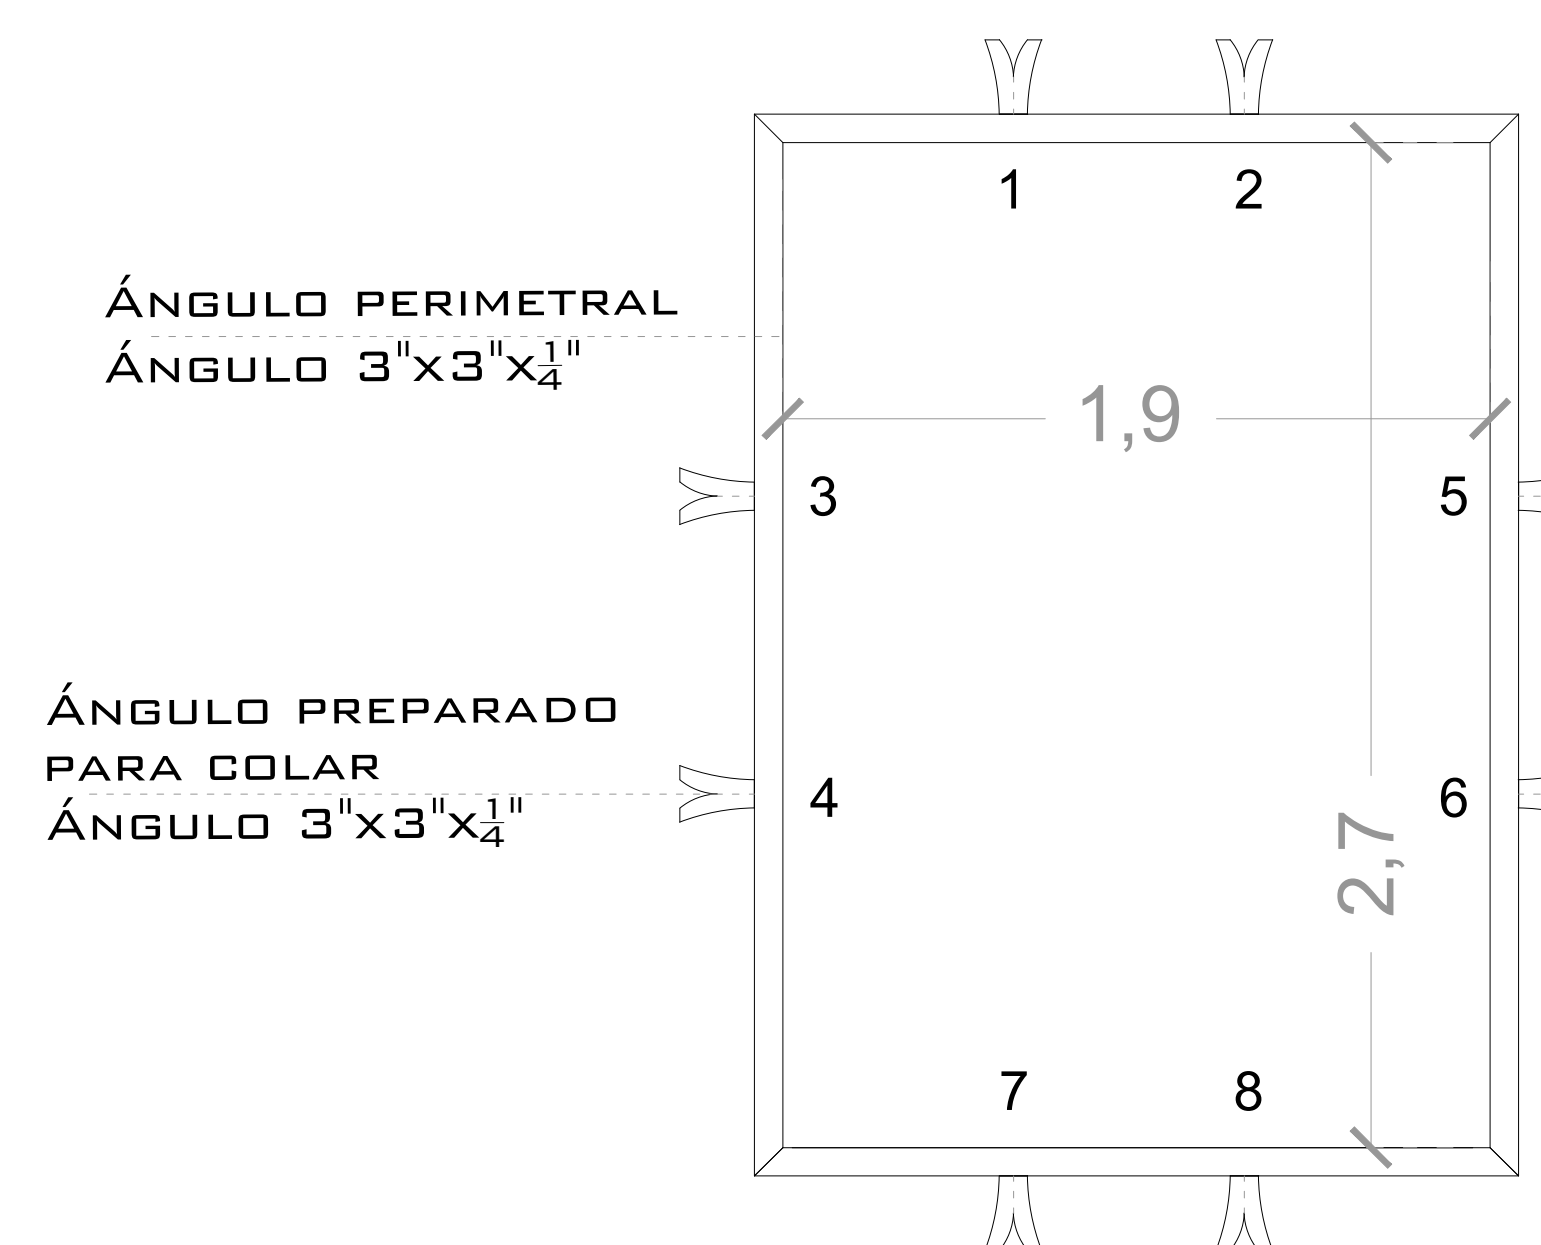 1 2
Ángulo perimetral
Ángulo 3"x3"x1/4"
1,9
3 5
Ángulo preparado
para colar
Ángulo 3"x3"x1/4"
4 6
2,7
7 8